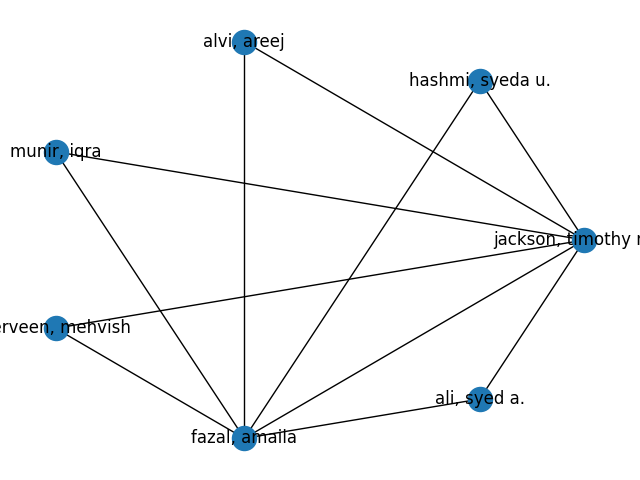 alvi, areej
hashmi, syeda u.
munir, iqra
jackson, timothy r
erveen, mehvish
ali, syed a.
fazal, amaila